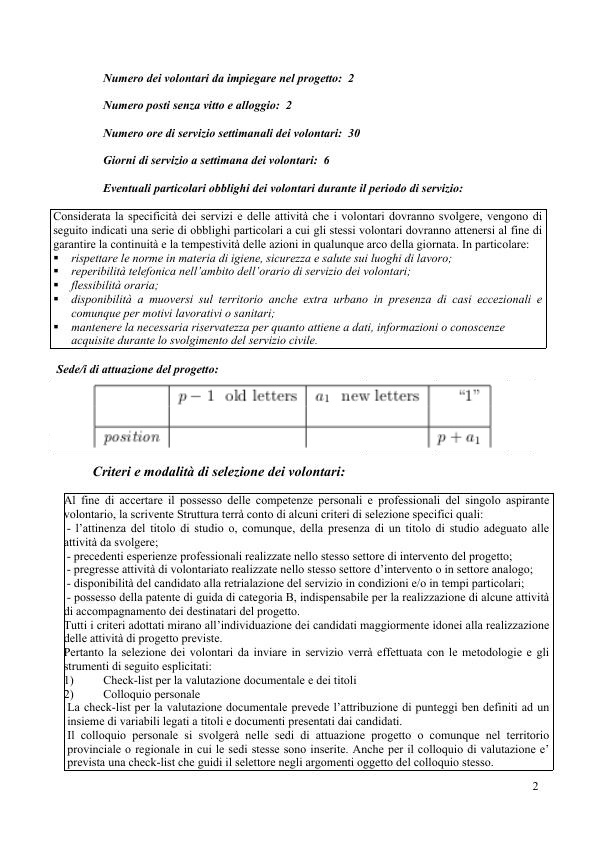 Numero dei volontari da impiegare nel progetto: 2
Numero posti senza vitto e alloggio: 2
Numero ore di servizio settimanali dei volontari: 30
Giorni di servizio a settimana dei volontari: 6
Eventuali particolari obblighi dei volontari durante il periodo di servizio:
Considerata la specificità dei servizi e delle attività che i volontari dovranno svolgere, vengono di
seguito indicati una serie di obblighi particolari a cui gli stessi volontari dovranno attenersi al fine di
garantire la continuità e la tempestività delle azioni in qualunque arco della giornata. In particolare:
▪ rispettare le norme in materia di igiene, sicurezza e salute sui luoghi di lavoro;
▪ reperibilità telefonica nell'ambito dell'orario di servizio dei volontari;
▪ flessibilità oraria;
▪ disponibilità a muoversi sul territorio anche extra urbano in presenza di casi eccezionali e
comunque per motivi lavorativi o sanitari;
▪ mantenere la necessaria riservatezza per quanto attiene a dati, informazioni o conoscenze
acquisite durante lo svolgimento del servizio civile.
Sede/i di attuazione del progetto:
p − 1 old letters a₁ new letters “1”
position p + a₁
Criteri e modalità di selezione dei volontari:
Al fine di accertare il possesso delle competenze personali e professionali del singolo aspirante
volontario, la scrivente Struttura terrà conto di alcuni criteri di selezione specifici quali:
- l'attinenza del titolo di studio o, comunque, della presenza di un titolo di studio adeguato alle
attività da svolgere;
- precedenti esperienze professionali realizzate nello stesso settore di intervento del progetto;
- pregresse attività di volontariato realizzate nello stesso settore d'intervento o in settore analogo;
- disponibilità del candidato alla retrialazione del servizio in condizioni e/o in tempi particolari;
- possesso della patente di guida di categoria B, indispensabile per la realizzazione di alcune attività
di accompagnamento dei destinatari del progetto.
Tutti i criteri adottati mirano all'individuazione dei candidati maggiormente idonei alla realizzazione
delle attività di progetto previste.
Pertanto la selezione dei volontari da inviare in servizio verrà effettuata con le metodologie e gli
strumenti di seguito esplicitati:
1) Check-list per la valutazione documentale e dei titoli
2) Colloquio personale
La check-list per la valutazione documentale prevede l'attribuzione di punteggi ben definiti ad un
insieme di variabili legati a titoli e documenti presentati dai candidati.
Il colloquio personale si svolgerà nelle sedi di attuazione progetto o comunque nel territorio
provinciale o regionale in cui le sedi stesse sono inserite. Anche per il colloquio di valutazione e'
prevista una check-list che guidi il selettore negli argomenti oggetto del colloquio stesso.
2